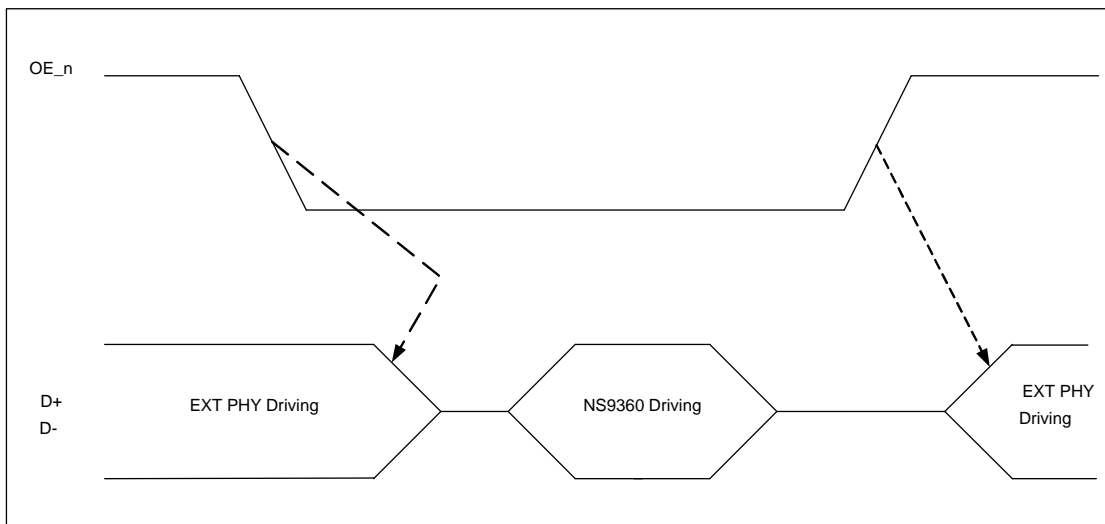 OE_n
D+
D-
EXT PHY Driving
NS9360 Driving
EXT PHY
Driving